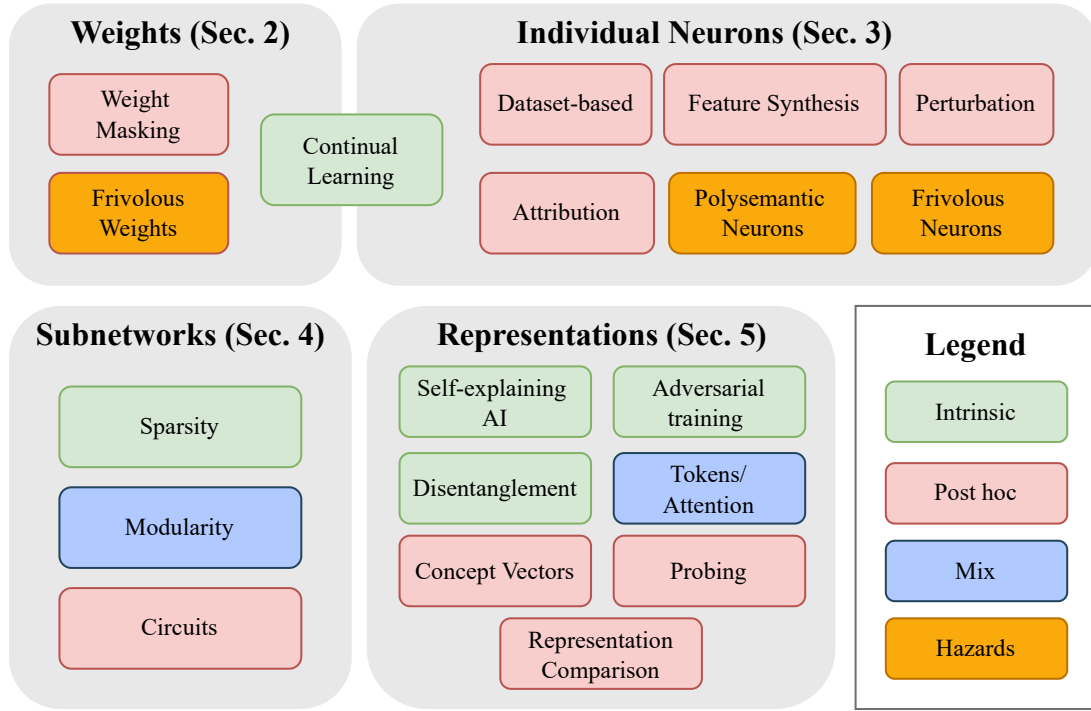 Weights (Sec. 2)
Weight
Masking
Frivolous
Weights
Continual
Learning
Individual Neurons (Sec. 3)
Dataset-based
Feature Synthesis
Perturbation
Attribution
Polysemantic
Neurons
Frivolous
Neurons
Subnetworks (Sec. 4)
Sparsity
Modularity
Circuits
Representations (Sec. 5)
Self-explaining
AI
Adversarial
training
Disentanglement
Tokens/
Attention
Concept Vectors
Probing
Representation
Comparison
Legend
Intrinsic
Post hoc
Mix
Hazards